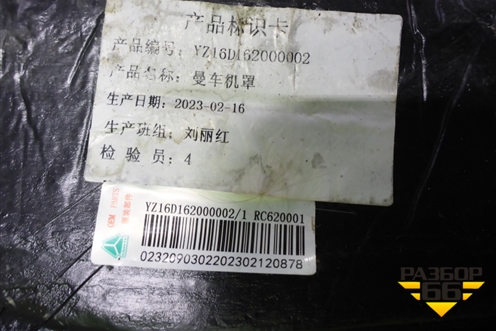 产品标识卡
产品编号: YZ16D162000002
产品名称: 曼车机罩
生产日期: 2023-02-16
生产班组: 刘丽红
检 验 员: 4
OEM PARTS
YZ16D162000002/1 RC620001
0232090302202302120878
РАЗБОР
66